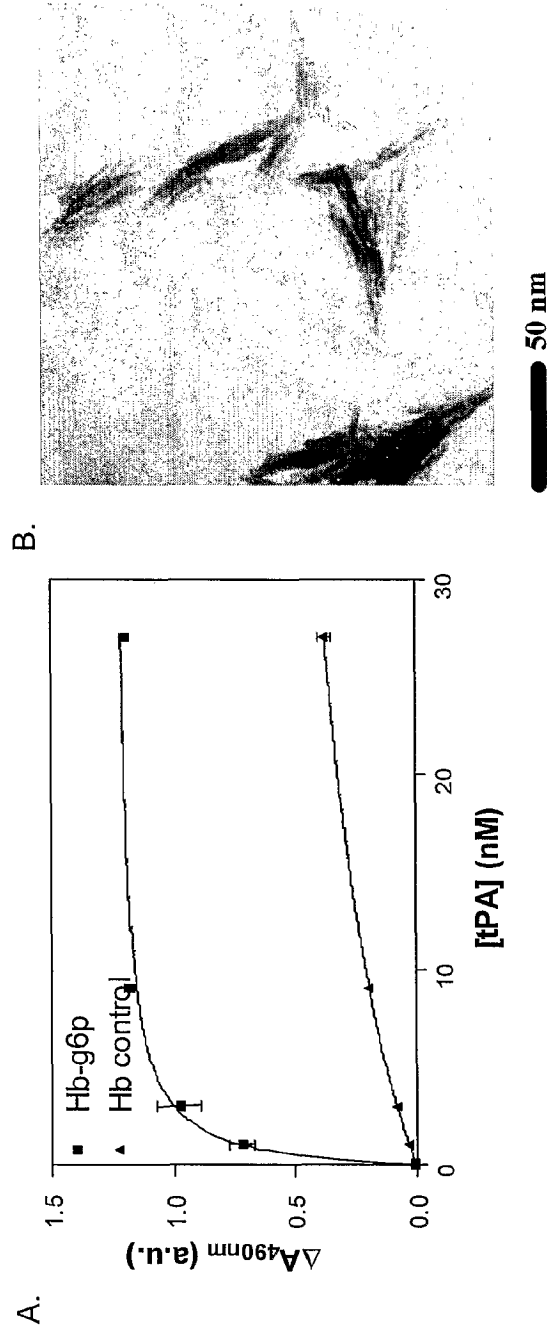 A.
1.5
1.0
0.5
0.0
ΔA490nm (a.u.)
■ Hb-g6p
▲ Hb control
0
10
20
30
[tPA] (nM)
B.
50 nm